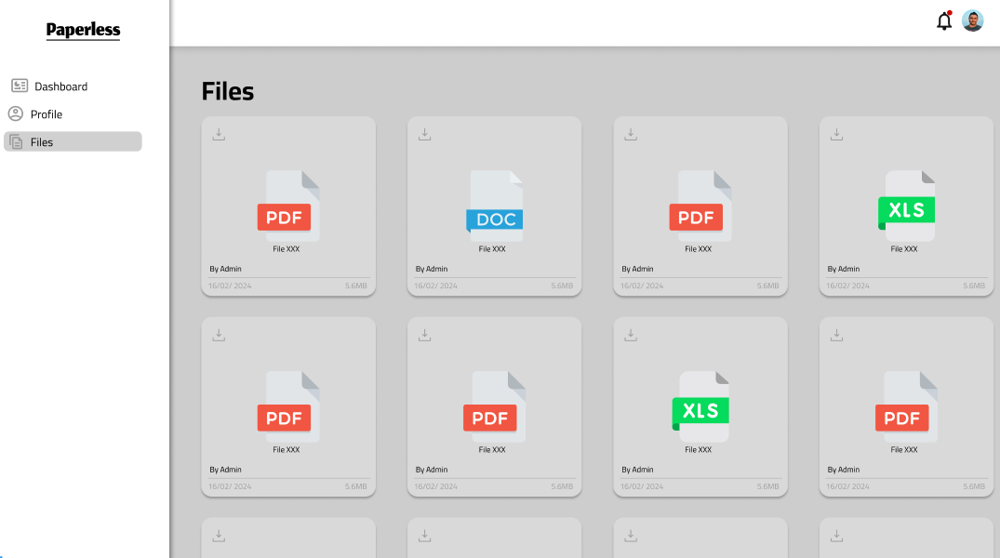 Paperless
Dashboard
Profile
Files
Files
PDF
File XXX
By Admin
16/02/ 2024 5.6MB
DOC
File XXX
By Admin
16/02/ 2024 5.6MB
PDF
File XXX
By Admin
16/02/ 2024 5.6MB
XLS
File XXX
By Admin
16/02/ 2024 5.6MB
PDF
File XXX
By Admin
16/02/ 2024 5.6MB
PDF
File XXX
By Admin
16/02/ 2024 5.6MB
XLS
File XXX
By Admin
16/02/ 2024 5.6MB
PDF
File XXX
By Admin
16/02/ 2024 5.6MB